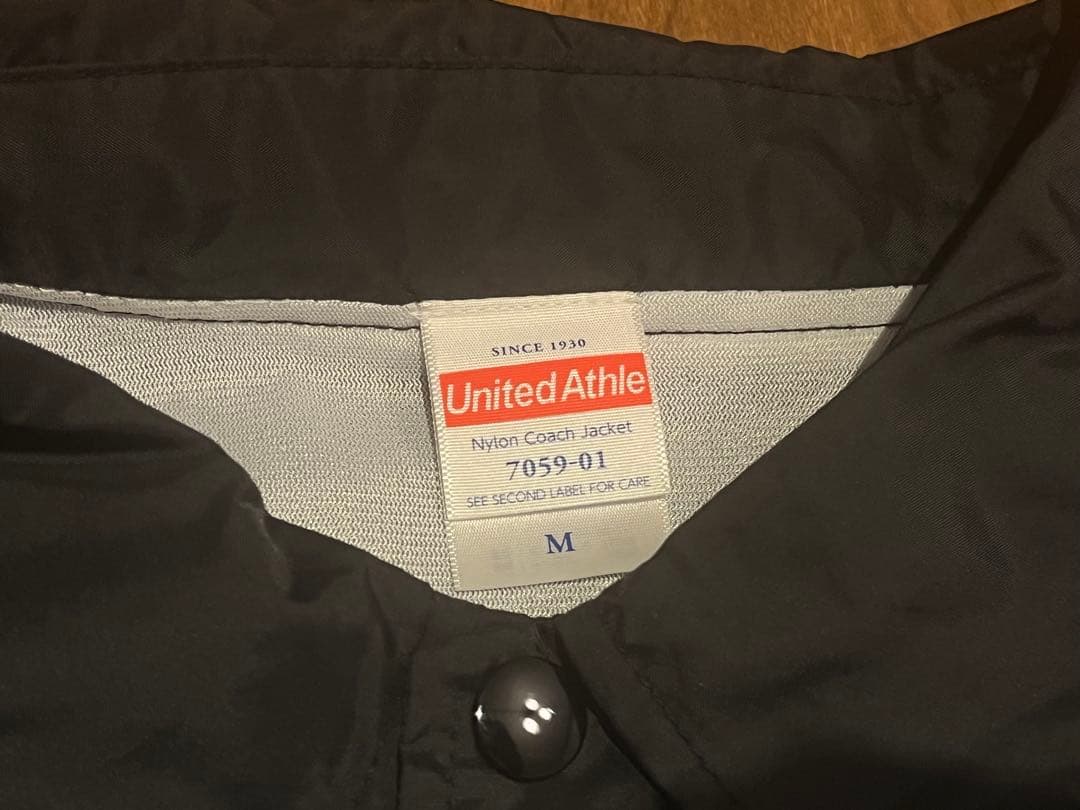 SINCE 1930
United Athle
Nylon Coach Jacket
7059-01
SEE SECOND LABEL FOR CARE
M